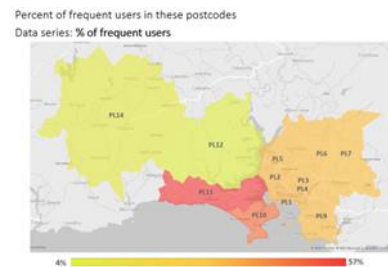 Percent of frequent users in these postcodes
Data series: % of frequent users
PL14
PL12
PL5
PL6
PL7
PL2
PL3
PL4
PL11
PL1
PL10
PL9
4%
57%